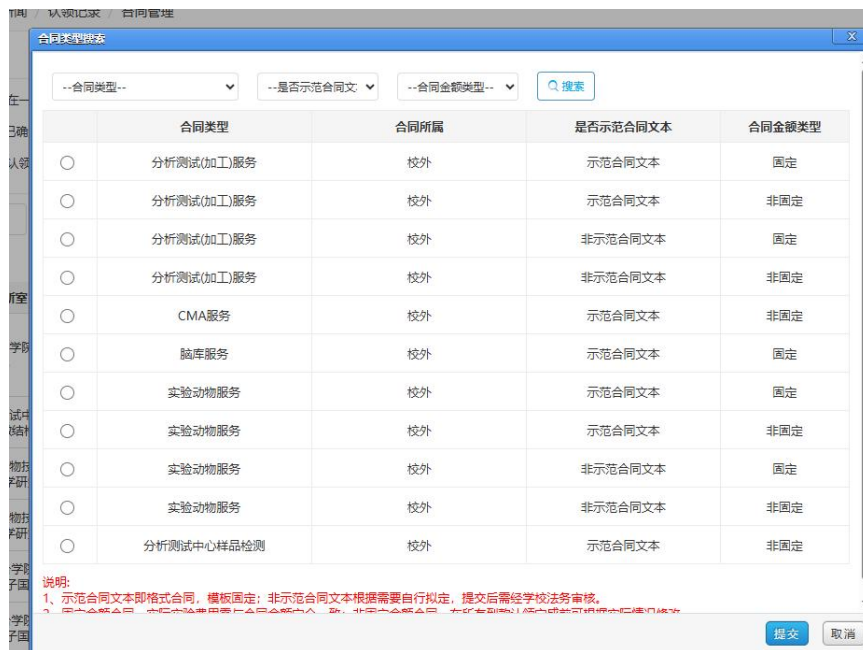 认领记录 / 合同管理
合同类型搜索
--合同类型--
--是否示范合同文
--合同金额类型--
搜索
合同类型 合同所属 是否示范合同文本 合同金额类型
分析测试(加工)服务 校外 示范合同文本 固定
分析测试(加工)服务 校外 示范合同文本 非固定
分析测试(加工)服务 校外 非示范合同文本 固定
分析测试(加工)服务 校外 非示范合同文本 非固定
CMA服务 校外 示范合同文本 非固定
脑库服务 校外 示范合同文本 固定
实验动物服务 校外 示范合同文本 固定
实验动物服务 校外 示范合同文本 非固定
实验动物服务 校外 非示范合同文本 固定
实验动物服务 校外 非示范合同文本 非固定
分析测试中心样品检测 校外 示范合同文本 非固定
说明:
1、示范合同文本即格式合同，模板固定；非示范合同文本根据需要自行拟定，提交后需经学校法务审核。
提交
取消